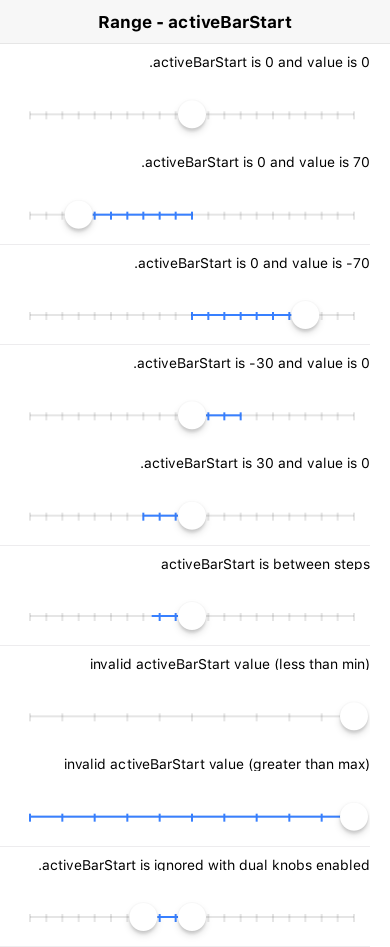 Range - activeBarStart
.activeBarStart is 0 and value is 0
.activeBarStart is 0 and value is 70
.activeBarStart is 0 and value is -70
.activeBarStart is -30 and value is 0
.activeBarStart is 30 and value is 0
activeBarStart is between steps
invalid activeBarStart value (less than min)
invalid activeBarStart value (greater than max)
.activeBarStart is ignored with dual knobs enabled